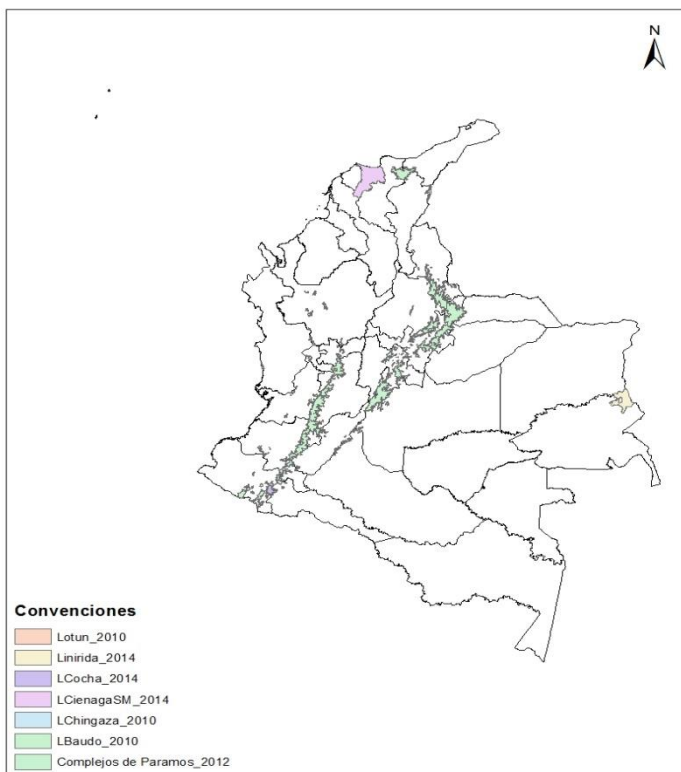 N
Convenciones
Lotun_2010
Linirida_2014
LCocha_2014
LCienagaSM_2014
LChingaza_2010
LBaudo_2010
Complejos de Paramos_2012